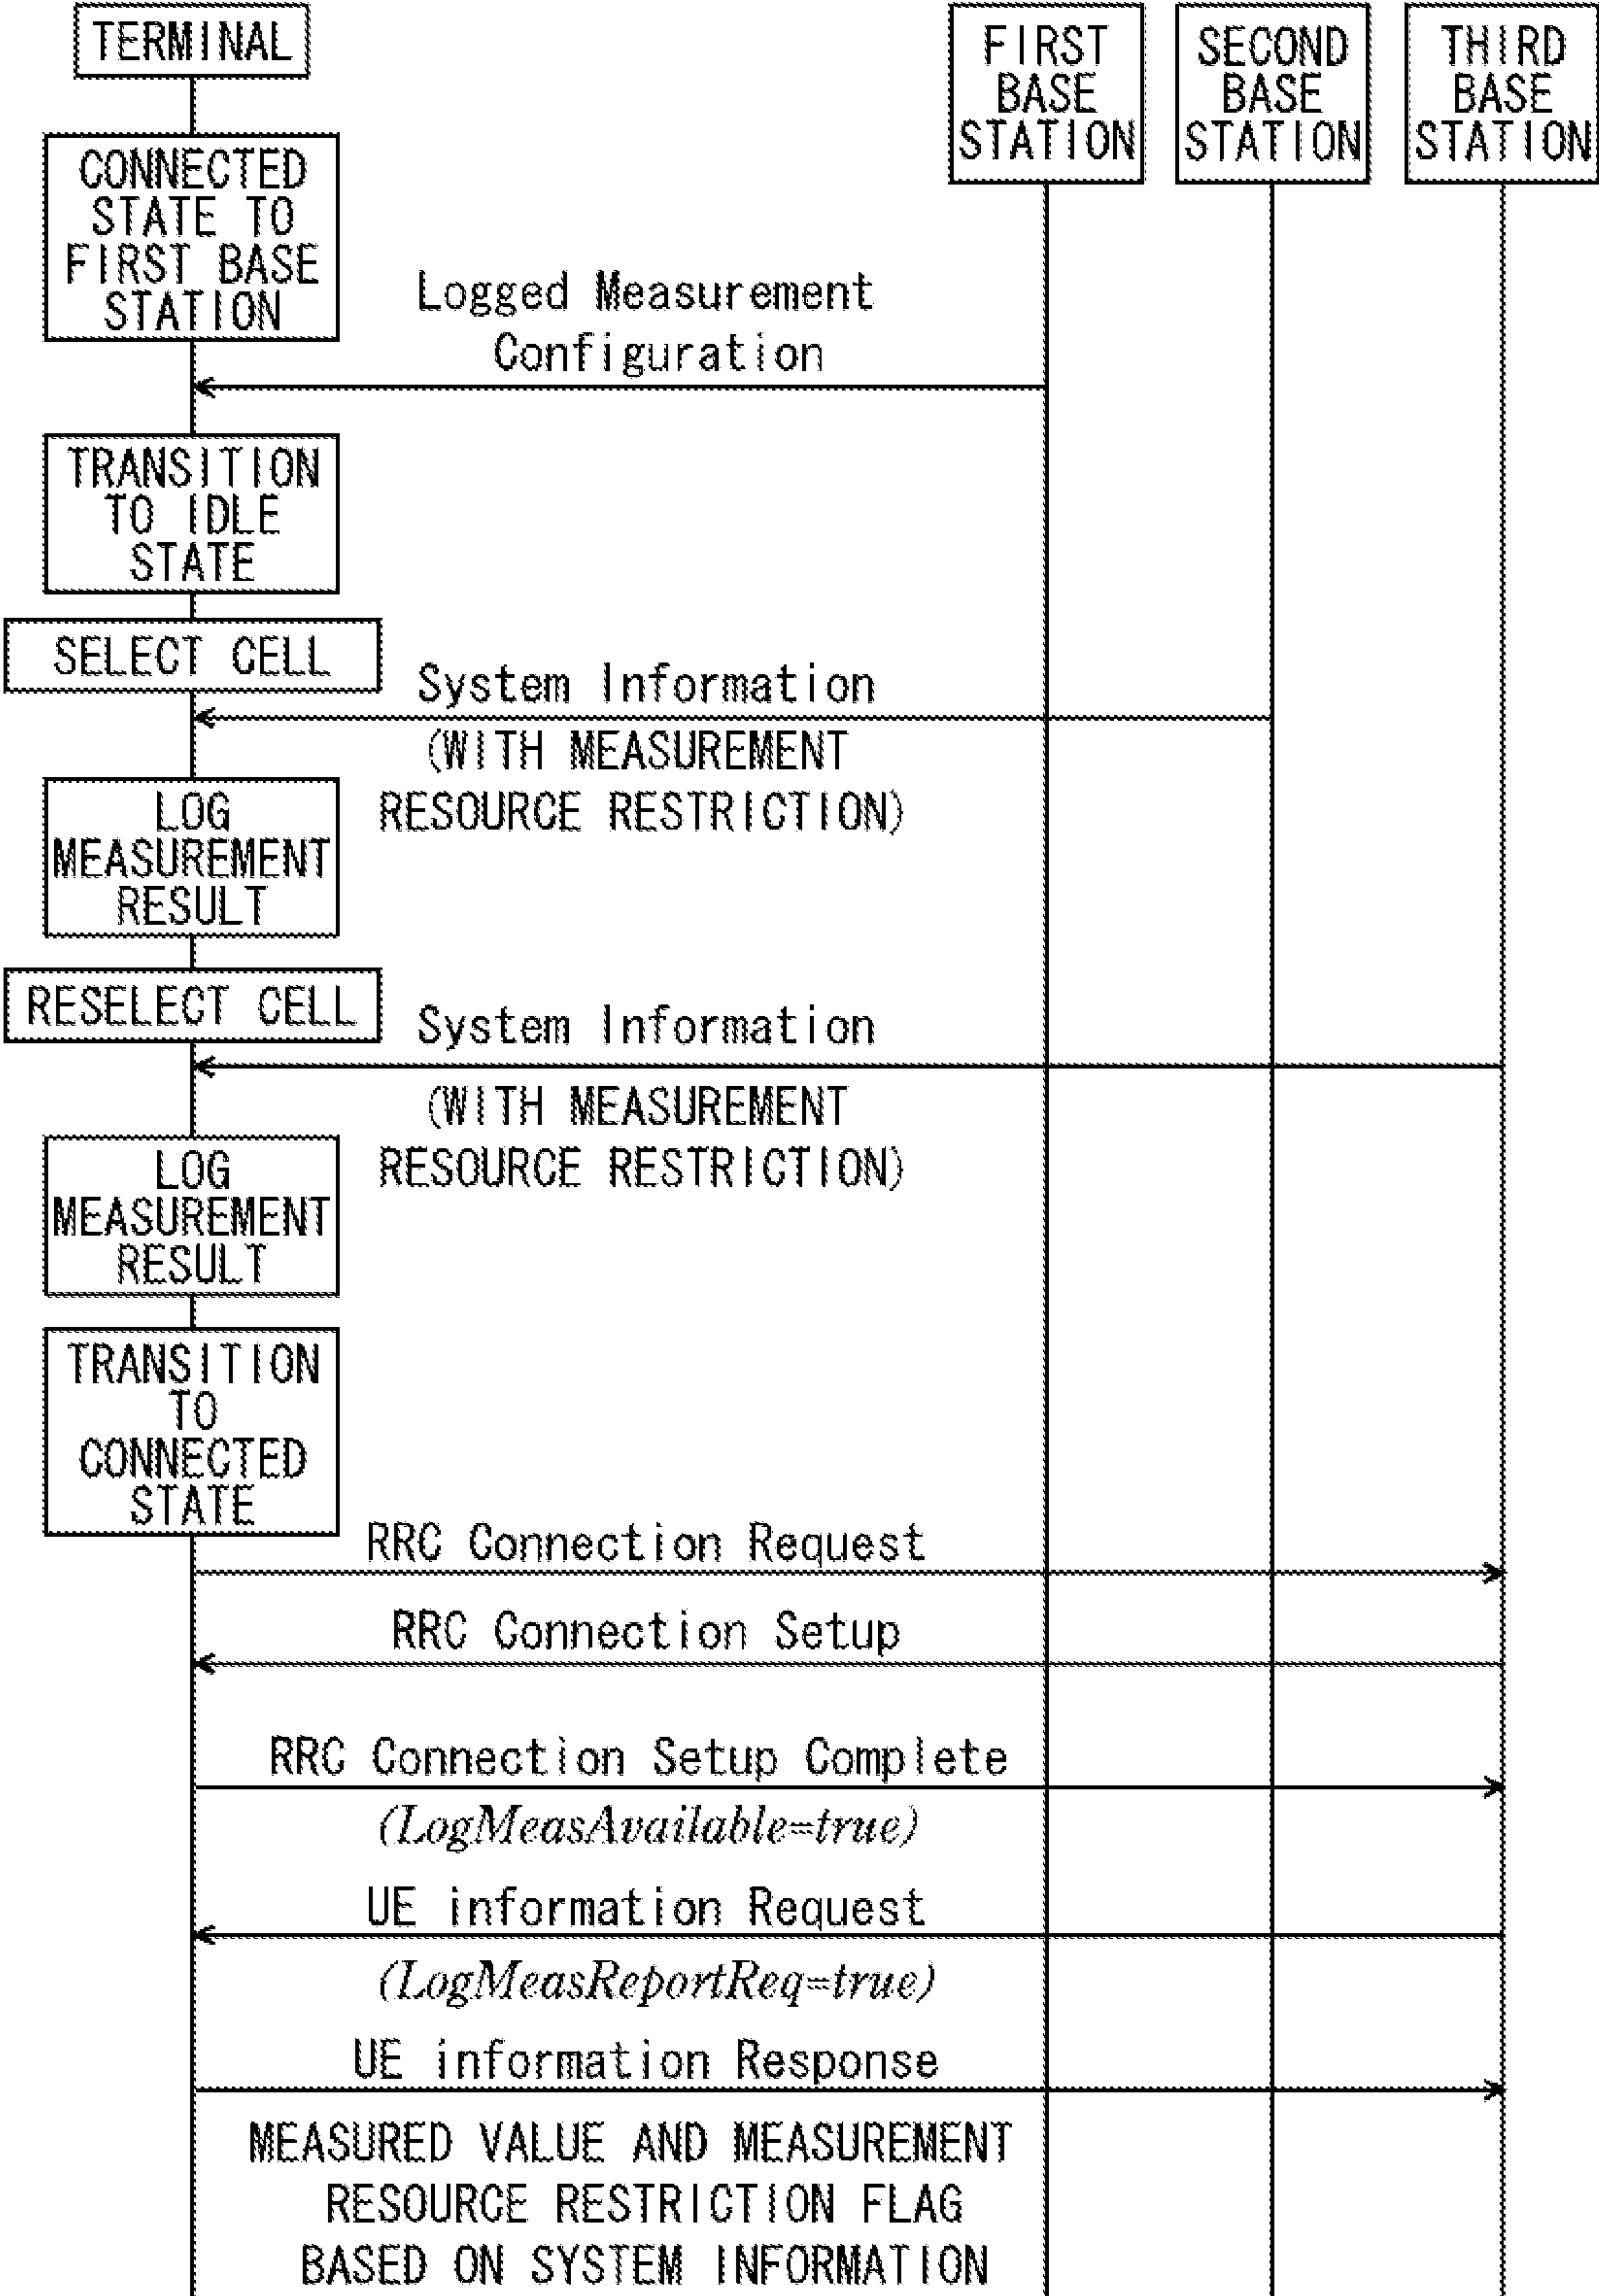 TERMINAL
FIRST
BASE
STATION
SECOND
BASE
STATION
THIRD
BASE
STATION
CONNECTED
STATE TO
FIRST BASE
STATION
Logged Measurement
Configuration
TRANSITION
TO IDLE
STATE
SELECT CELL
System Information
(WITH MEASUREMENT
RESOURCE RESTRICTION)
LOG
MEASUREMENT
RESULT
RESELECT CELL
System Information
(WITH MEASUREMENT
RESOURCE RESTRICTION)
LOG
MEASUREMENT
RESULT
TRANSITION
TO
CONNECTED
STATE
RRC Connection Request
RRC Connection Setup
RRC Connection Setup Complete
(LogMeasAvailable=true)
UE information Request
(LogMeasReportReq=true)
UE information Response
MEASURED VALUE AND MEASUREMENT
RESOURCE RESTRICTION FLAG
BASED ON SYSTEM INFORMATION